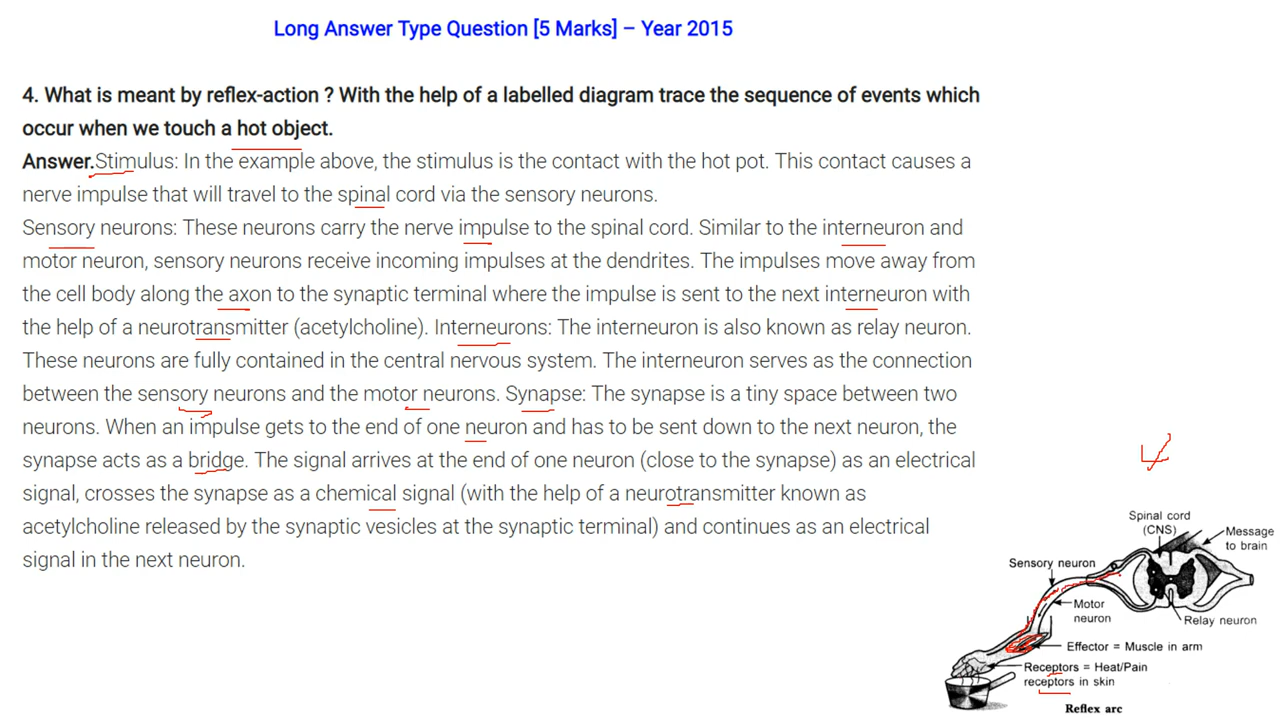 Long Answer Type Question [5 Marks] – Year 2015
4. What is meant by reflex-action ? With the help of a labelled diagram trace the sequence of events which
occur when we touch a hot object.
Answer.Stimulus: In the example above, the stimulus is the contact with the hot pot. This contact causes a
nerve impulse that will travel to the spinal cord via the sensory neurons.
Sensory neurons: These neurons carry the nerve impulse to the spinal cord. Similar to the interneuron and
motor neuron, sensory neurons receive incoming impulses at the dendrites. The impulses move away from
the cell body along the axon to the synaptic terminal where the impulse is sent to the next interneuron with
the help of a neurotransmitter (acetylcholine). Interneurons: The interneuron is also known as relay neuron.
These neurons are fully contained in the central nervous system. The interneuron serves as the connection
between the sensory neurons and the motor neurons. Synapse: The synapse is a tiny space between two
neurons. When an impulse gets to the end of one neuron and has to be sent down to the next neuron, the
synapse acts as a bridge. The signal arrives at the end of one neuron (close to the synapse) as an electrical
signal, crosses the synapse as a chemical signal (with the help of a neurotransmitter known as
acetylcholine released by the synaptic vesicles at the synaptic terminal) and continues as an electrical
signal in the next neuron.
Spinal cord
(CNS)
Message
to brain
Sensory neuron
Motor
neuron
Relay neuron
Effector = Muscle in arm
Receptors = Heat/Pain
receptors in skin
Reflex arc